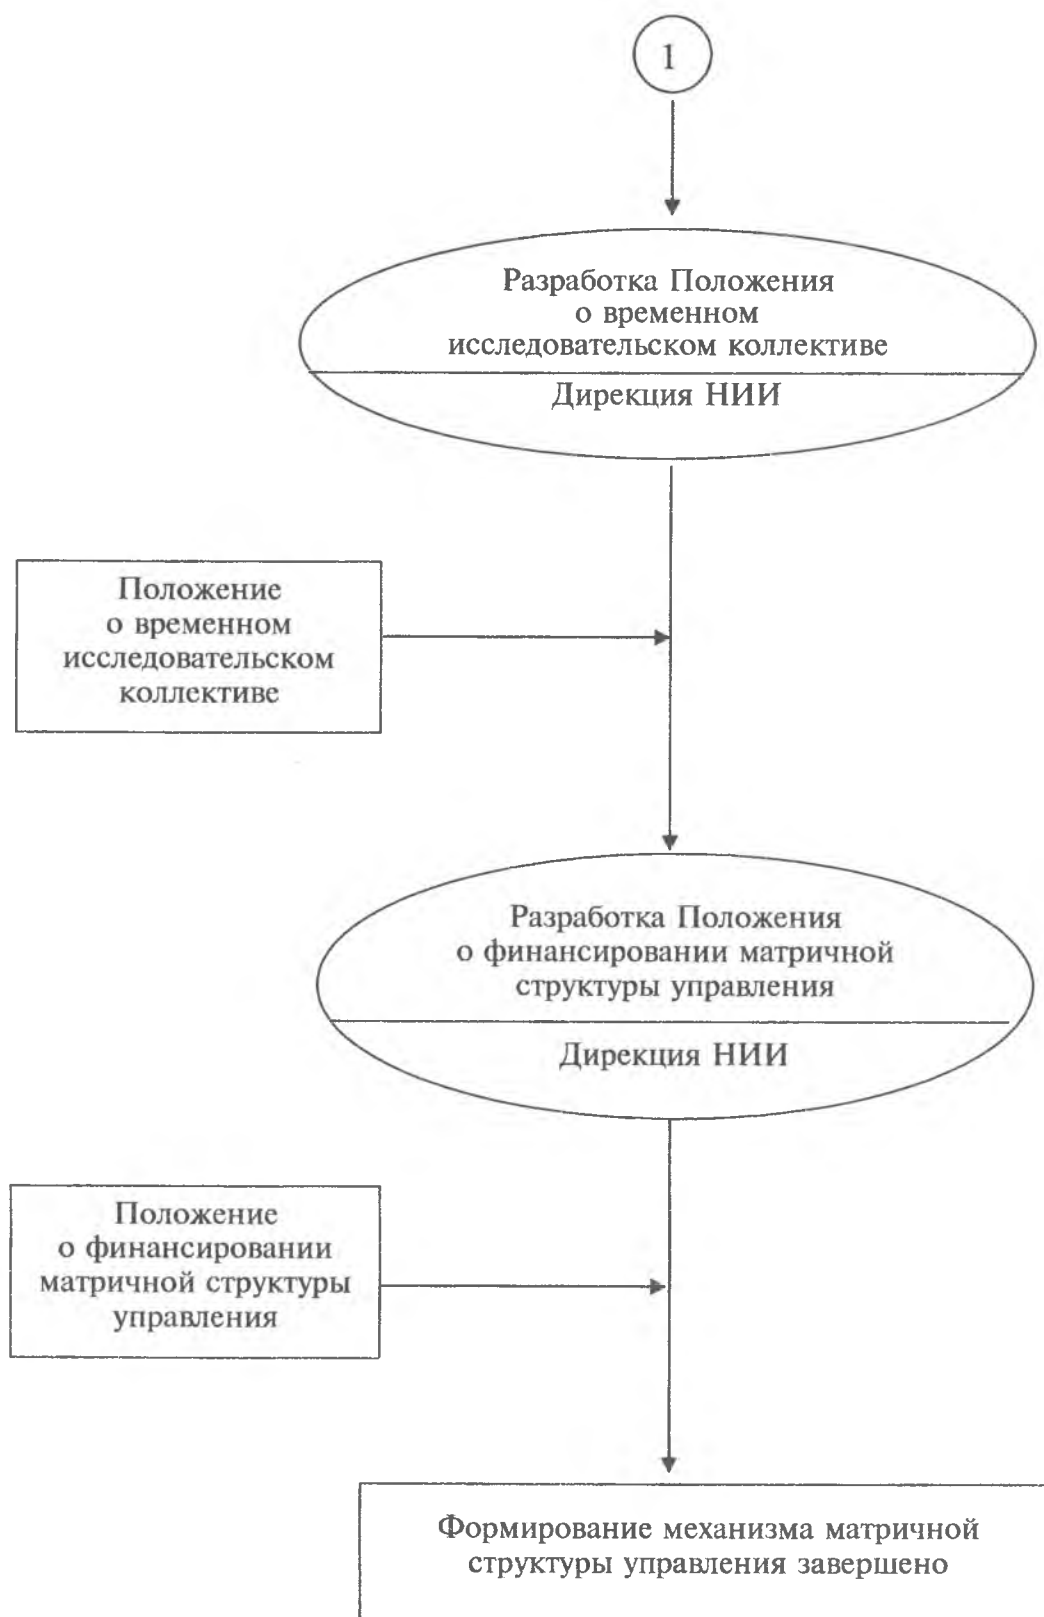 1
Разработка Положения
о временном
исследовательском коллективе
Дирекция НИИ
Положение
о временном
исследовательском
коллективе
Разработка Положения
о финансировании матричной
структуры управления
Дирекция НИИ
Положение
о финансировании
матричной структуры
управления
Формирование механизма матричной
структуры управления завершено